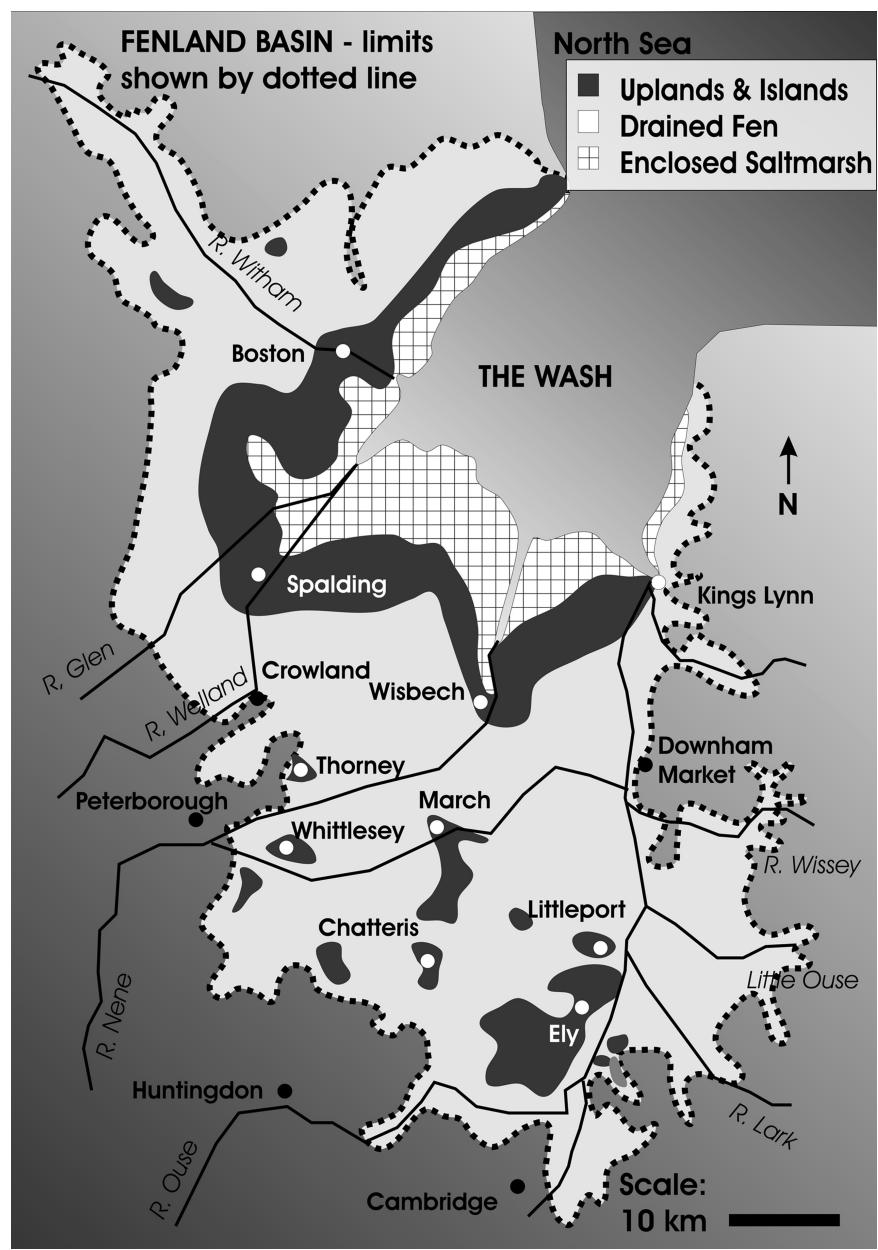 FENLAND BASIN - limits
shown by dotted line
North Sea
Uplands & Islands
Drained Fen
Enclosed Saltmarsh
R. Witham
Boston
THE WASH
N
Spalding
Kings Lynn
R, Glen
Crowland
R, Welland
Wisbech
Thorney
Downham
Market
Peterborough
March
Whittlesey
R. Wissey
Littleport
Chatteris
Little Ouse
R. Nene
Ely
Huntingdon
R. Lark
R. Ouse
Cambridge
Scale:
10 km